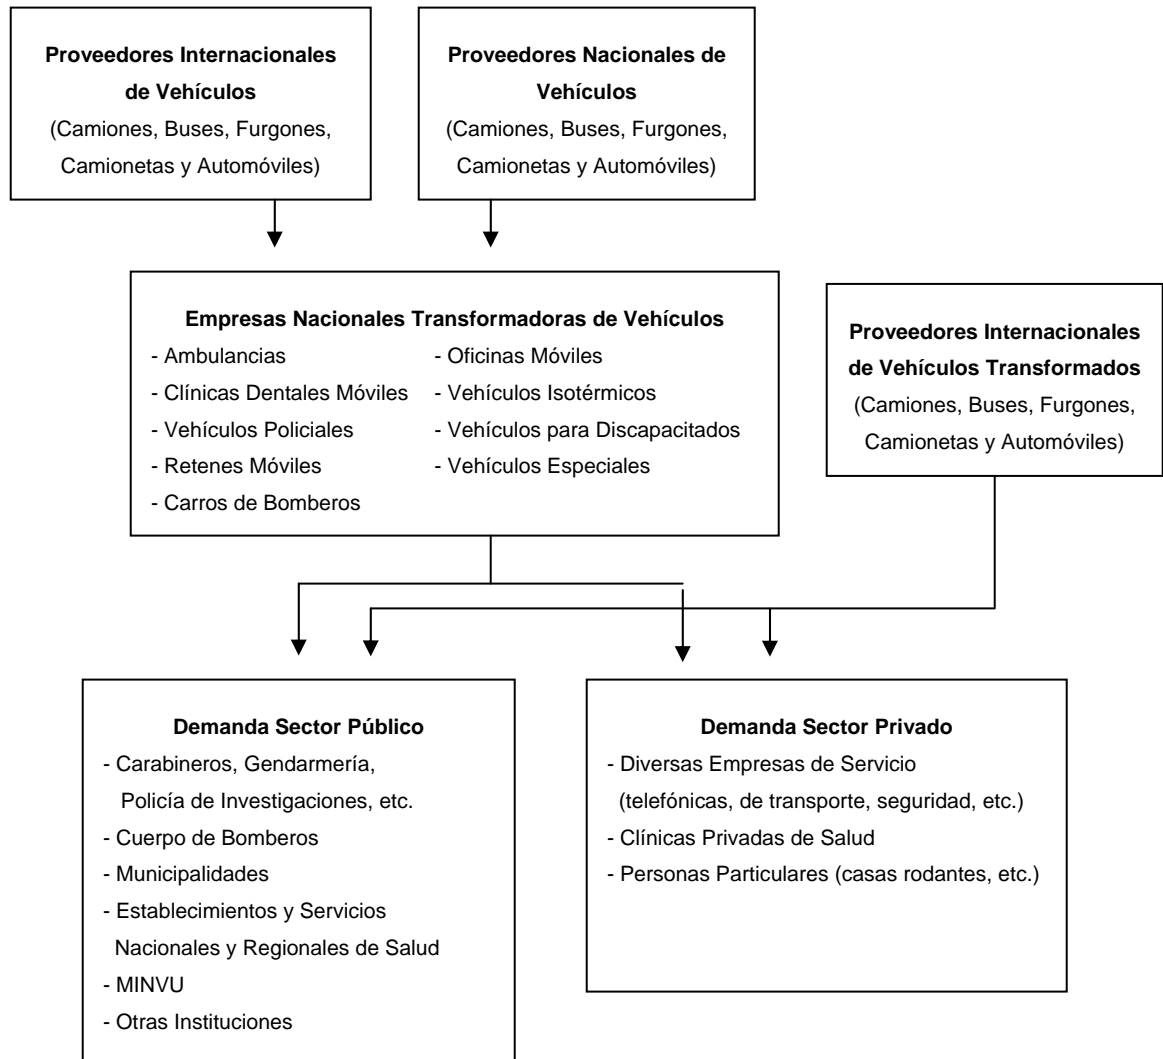 Proveedores Internacionales
de Vehículos
(Camiones, Buses, Furgones,
Camionetas y Automóviles)
Proveedores Nacionales de
Vehículos
(Camiones, Buses, Furgones,
Camionetas y Automóviles)
Empresas Nacionales Transformadoras de Vehículos
- Ambulancias
- Clínicas Dentales Móviles
- Vehículos Policiales
- Retenes Móviles
- Carros de Bomberos
- Oficinas Móviles
- Vehículos Isotérmicos
- Vehículos para Discapacitados
- Vehículos Especiales
Proveedores Internacionales
de Vehículos Transformados
(Camiones, Buses, Furgones,
Camionetas y Automóviles)
Demanda Sector Público
- Carabineros, Gendarmería,
Policía de Investigaciones, etc.
- Cuerpo de Bomberos
- Municipalidades
- Establecimientos y Servicios
Nacionales y Regionales de Salud
- MINVU
- Otras Instituciones
Demanda Sector Privado
- Diversas Empresas de Servicio
(telefónicas, de transporte, seguridad, etc.)
- Clínicas Privadas de Salud
- Personas Particulares (casas rodantes, etc.)